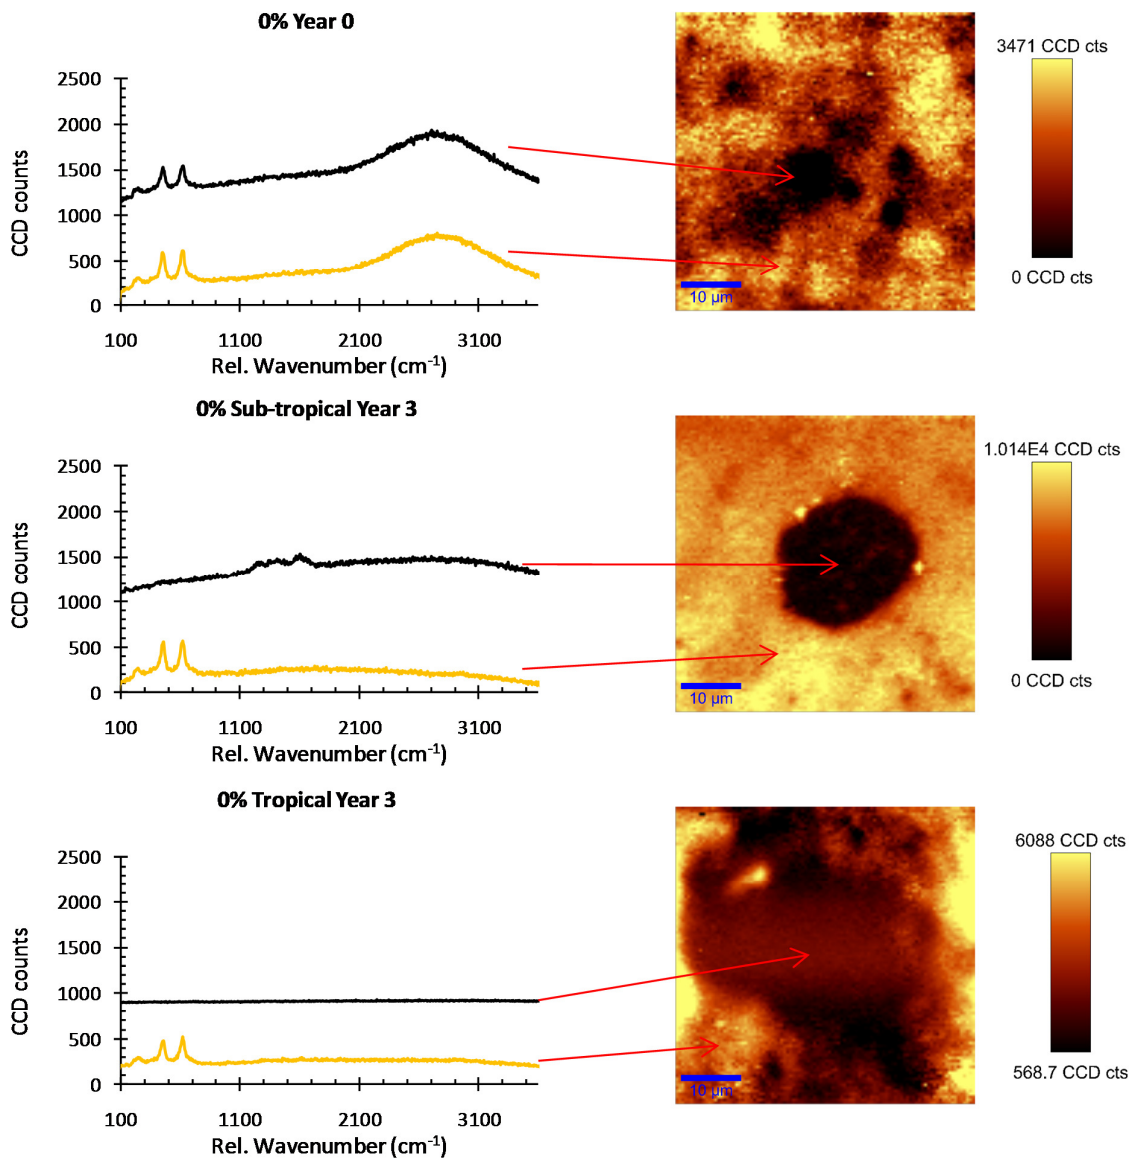 0% Year 0
2500
2000
1500
1000
500
0
CCD counts
100 1100 2100 3100
Rel. Wavenumber (cm⁻¹)
3471 CCD cts
0 CCD cts
10 µm
0% Sub-tropical Year 3
2500
2000
1500
1000
500
0
CCD counts
100 1100 2100 3100
Rel. Wavenumber (cm⁻¹)
1.014E4 CCD cts
0 CCD cts
10 µm
0% Tropical Year 3
2500
2000
1500
1000
500
0
CCD counts
100 1100 2100 3100
Rel. Wavenumber (cm⁻¹)
6088 CCD cts
568.7 CCD cts
10 µm